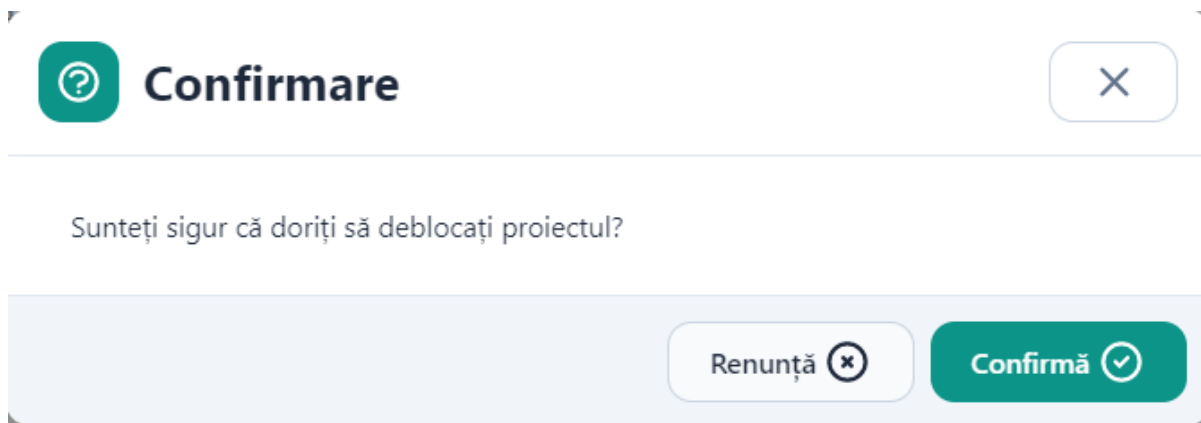 Confirmare
Sunteți sigur că doriți să deblocați proiectul?
Renunță
Confirmă